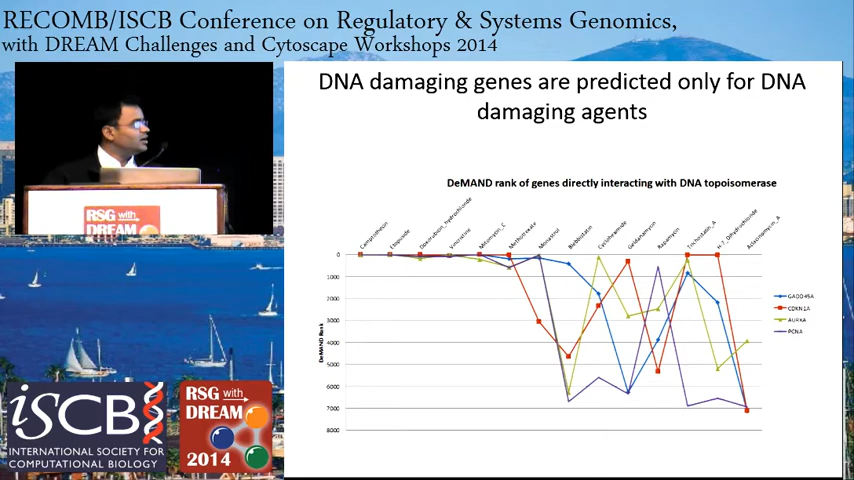 RECOMB/ISCB Conference on Regulatory & Systems Genomics,
with DREAM Challenges and Cytoscape Workshops 2014
DNA damaging genes are predicted only for DNA
damaging agents
DeMAND rank of genes directly interacting with DNA topoisomerase
Camptothecin
Etoposide
Doxorubicin_hydrochloride
Vincristine
Mitomycin_C
Methotrexate
Monastrol
Blebbistatin
Cycloheximide
Geldanamycin
Rapamycin
Trichostatin_A
H-7_Dihydrochloride
Aclacinomycin_A
0
1000
2000
3000
4000
5000
6000
7000
8000
DeMAND Rank
GADD45A
CDKN1A
AURKA
PCNA
RSG with
DREAM
iSCB
INTERNATIONAL SOCIETY FOR
COMPUTATIONAL BIOLOGY
RSG with
DREAM
2014